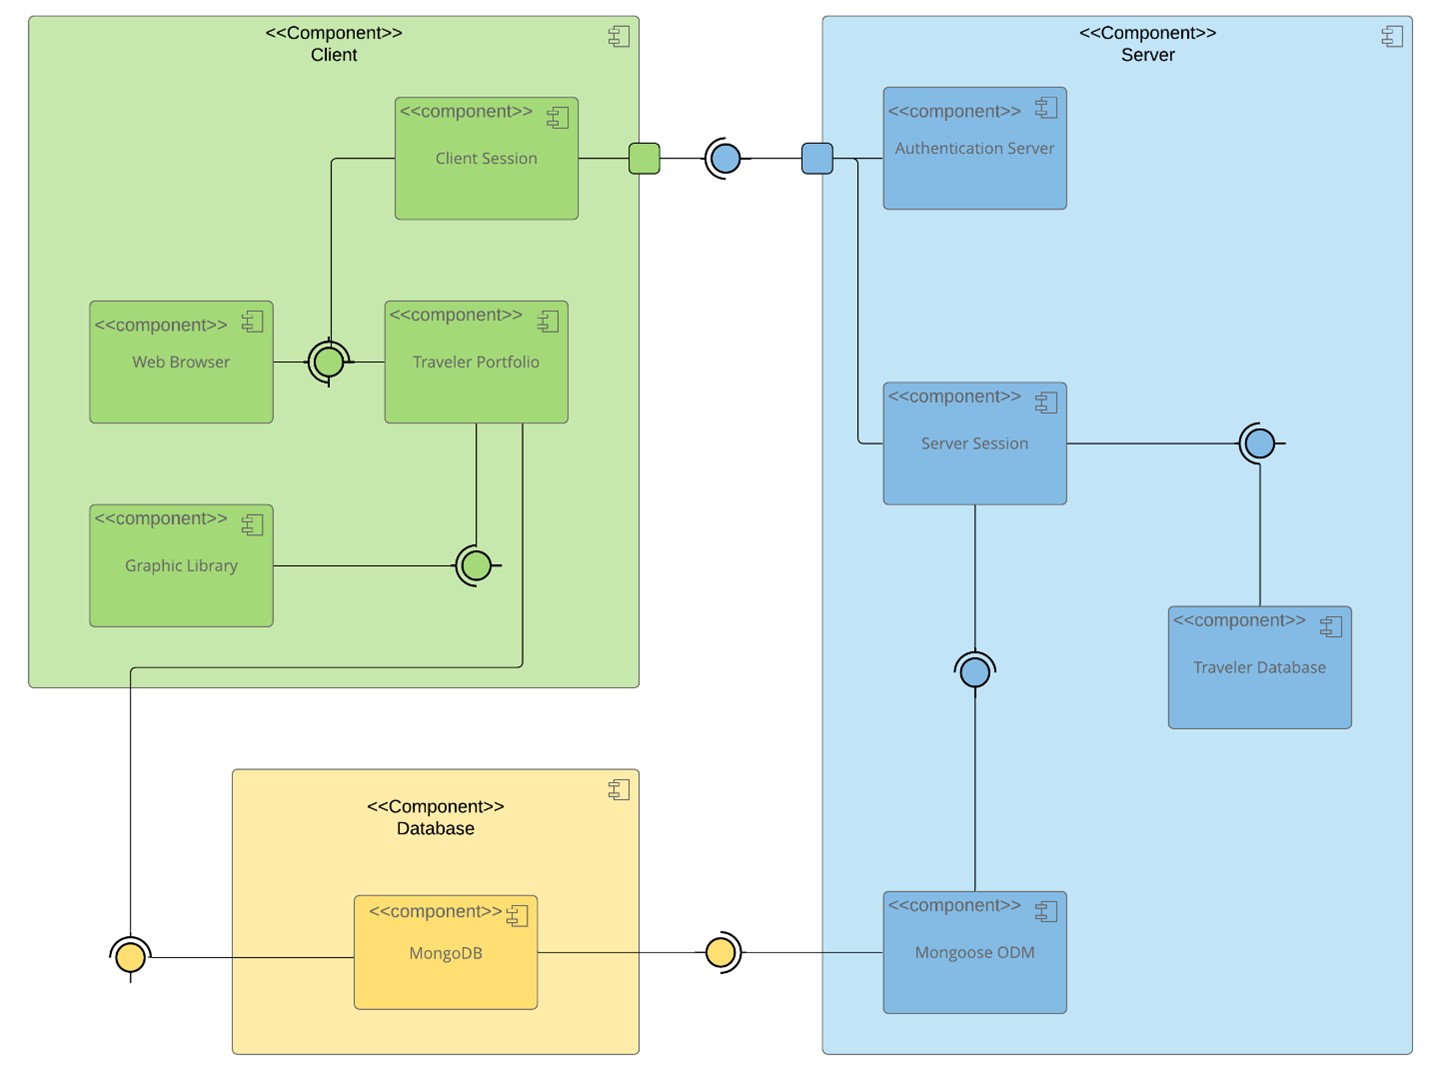 <<Component>>
Client
<<component>>
Client Session
<<component>>
Web Browser
<<component>>
Traveler Portfolio
<<component>>
Graphic Library
<<Component>>
Database
<<component>>
MongoDB
<<Component>>
Server
<<component>>
Authentication Server
<<component>>
Server Session
<<component>>
Traveler Database
<<component>>
Mongoose ODM